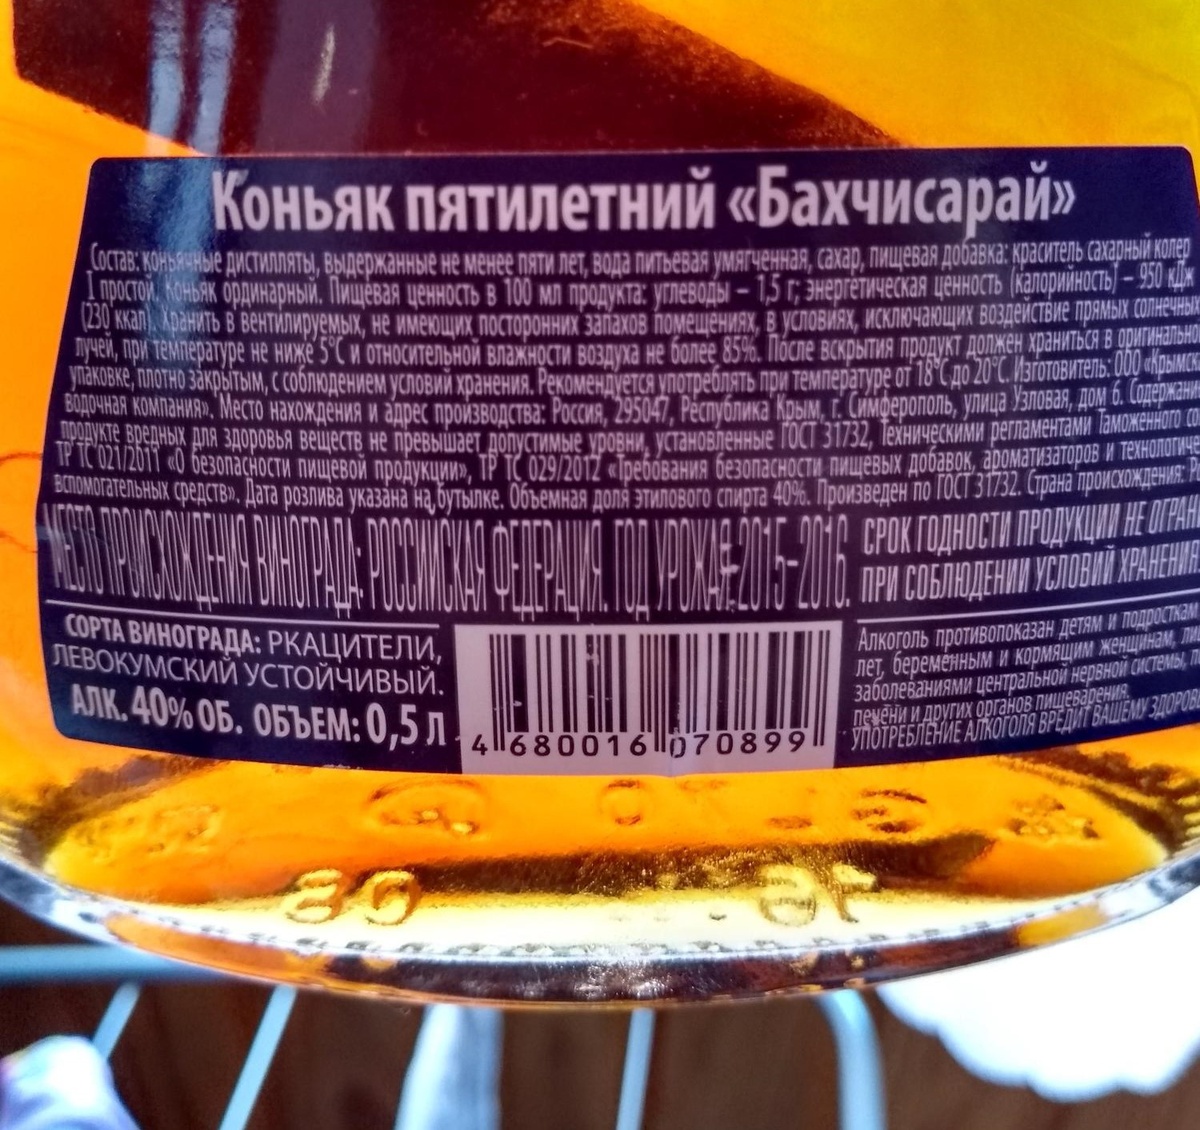 Коньяк пятилетний «Бахчисарай»
Состав: коньячные дистилляты, выдержанные не менее пяти лет, вода питьевая умягченная, сахар, пищевая добавка: краситель сахарный колер
I простой. Коньяк ординарный. Пищевая ценность в 100 мл продукта: углеводы – 1,5 г; энергетическая ценность (калорийность) – 950 кДж
(230 ккал). Хранить в вентилируемых, не имеющих посторонних запахов помещениях, в условиях, исключающих воздействие прямых солнечны
лучей, при температуре не ниже 5°С и относительной влажности воздуха не более 85%. После вскрытия продукт должен храниться в оригинально
упаковке, плотно закрытым, с соблюдением условий хранения. Рекомендуется употреблять при температуре от 18°С до 20°С. Изготовитель: ООО «Крымск
водочная компания». Место нахождения и адрес производства: Россия, 295047, Республика Крым, г. Симферополь, улица Узловая, дом 6. Содержан
продукте вредных для здоровья веществ не превышает допустимые уровни, установленные ГОСТ 31732, Техническими регламентами Таможенного с
ТР ТС 021/2011 «О безопасности пищевой продукции», ТР ТС 029/2012 «Требования безопасности пищевых добавок, ароматизаторов и технологиче
вспомогательных средств». Дата розлива указана на бутылке. Объемная доля этилового спирта 40%. Произведен по ГОСТ 31732. Страна происхождения:
МЕСТО ПРОИСХОЖДЕНИЯ ВИНОГРАДА: РОССИЙСКАЯ ФЕДЕРАЦИЯ. ГОД УРОЖАЯ-2015-2016.
СРОК ГОДНОСТИ ПРОДУКЦИИ НЕ ОГРАН
ПРИ СОБЛЮДЕНИИ УСЛОВИЙ ХРАНЕНИЯ
СОРТА ВИНОГРАДА: РКАЦИТЕЛИ,
ЛЕВОКУМСКИЙ УСТОЙЧИВЫЙ.
АЛК. 40% ОБ. ОБЪЕМ: 0,5 л
4 680016 070899
Алкоголь противопоказан детям и подросткам
лет, беременным и кормящим женщинам, ли
заболеваниями центральной нервной системы, п
печени и других органов пищеварения.
УПОТРЕБЛЕНИЕ АЛКОГОЛЯ ВРЕДИТ ВАШЕМУ ЗДОРОВ